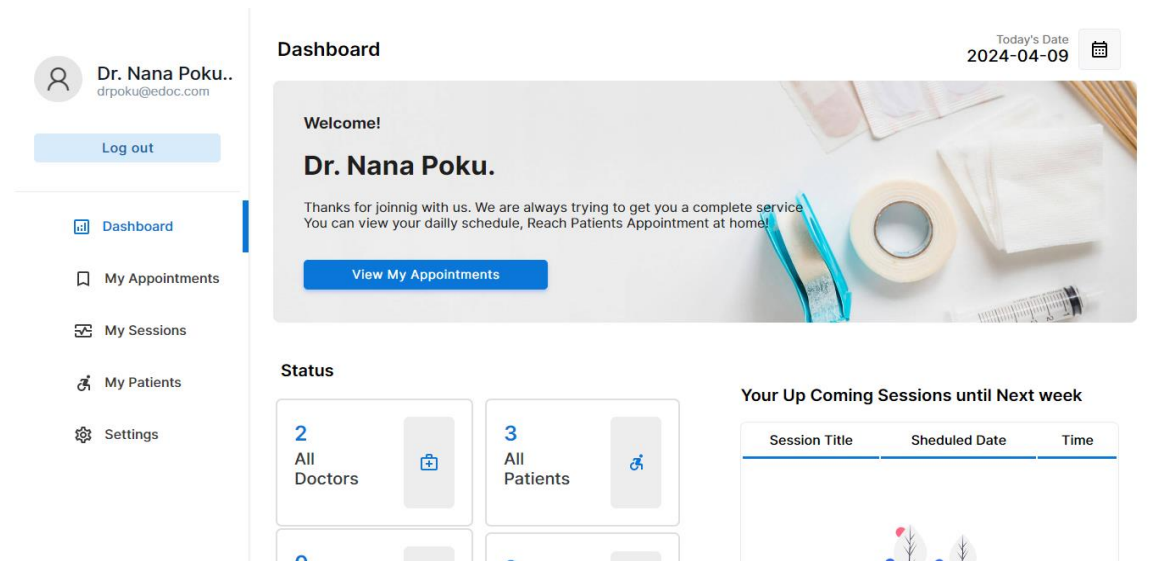 Dr. Nana Poku..
drpoku@edoc.com
Log out
Dashboard
My Appointments
My Sessions
My Patients
Settings
Dashboard
Today's Date
2024-04-09
Welcome!
Dr. Nana Poku.
Thanks for joinnig with us. We are always trying to get you a complete service
You can view your dailly schedule, Reach Patients Appointment at home!
View My Appointments
Status
2
All
Doctors
3
All
Patients
Your Up Coming Sessions until Next week
Session Title
Sheduled Date
Time